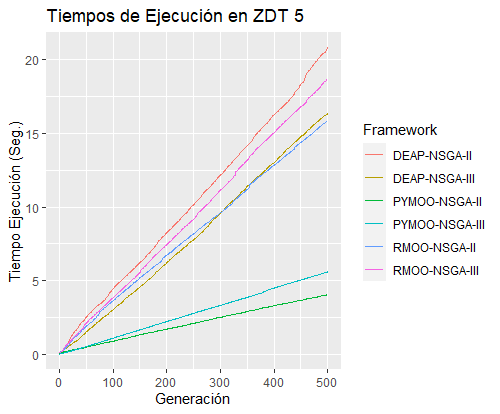 Tiempos de Ejecución en ZDT 5
Tiempo Ejecución (Seg.)
20
15
10
5
0
0 100 200 300 400 500
Generación
Framework
DEAP-NSGA-II
DEAP-NSGA-III
PYMOO-NSGA-II
PYMOO-NSGA-III
RMOO-NSGA-II
RMOO-NSGA-III